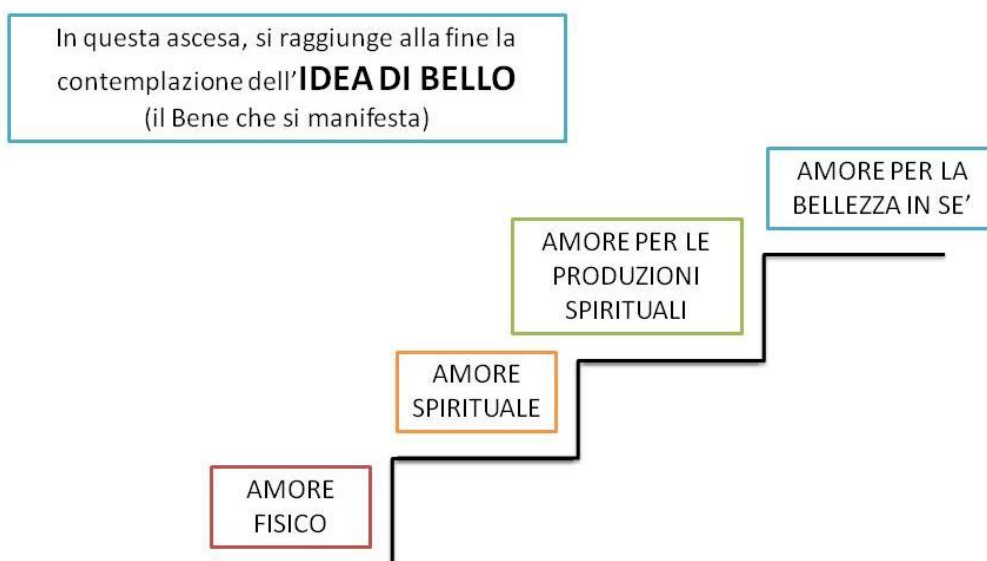 In questa ascesa, si raggiunge alla fine la
contemplazione dell'IDEA DI BELLO
(il Bene che si manifesta)
AMORE PER LA
BELLEZZA IN SE'
AMORE PER LE
PRODUZIONI
SPIRITUALI
AMORE
SPIRITUALE
AMORE
FISICO